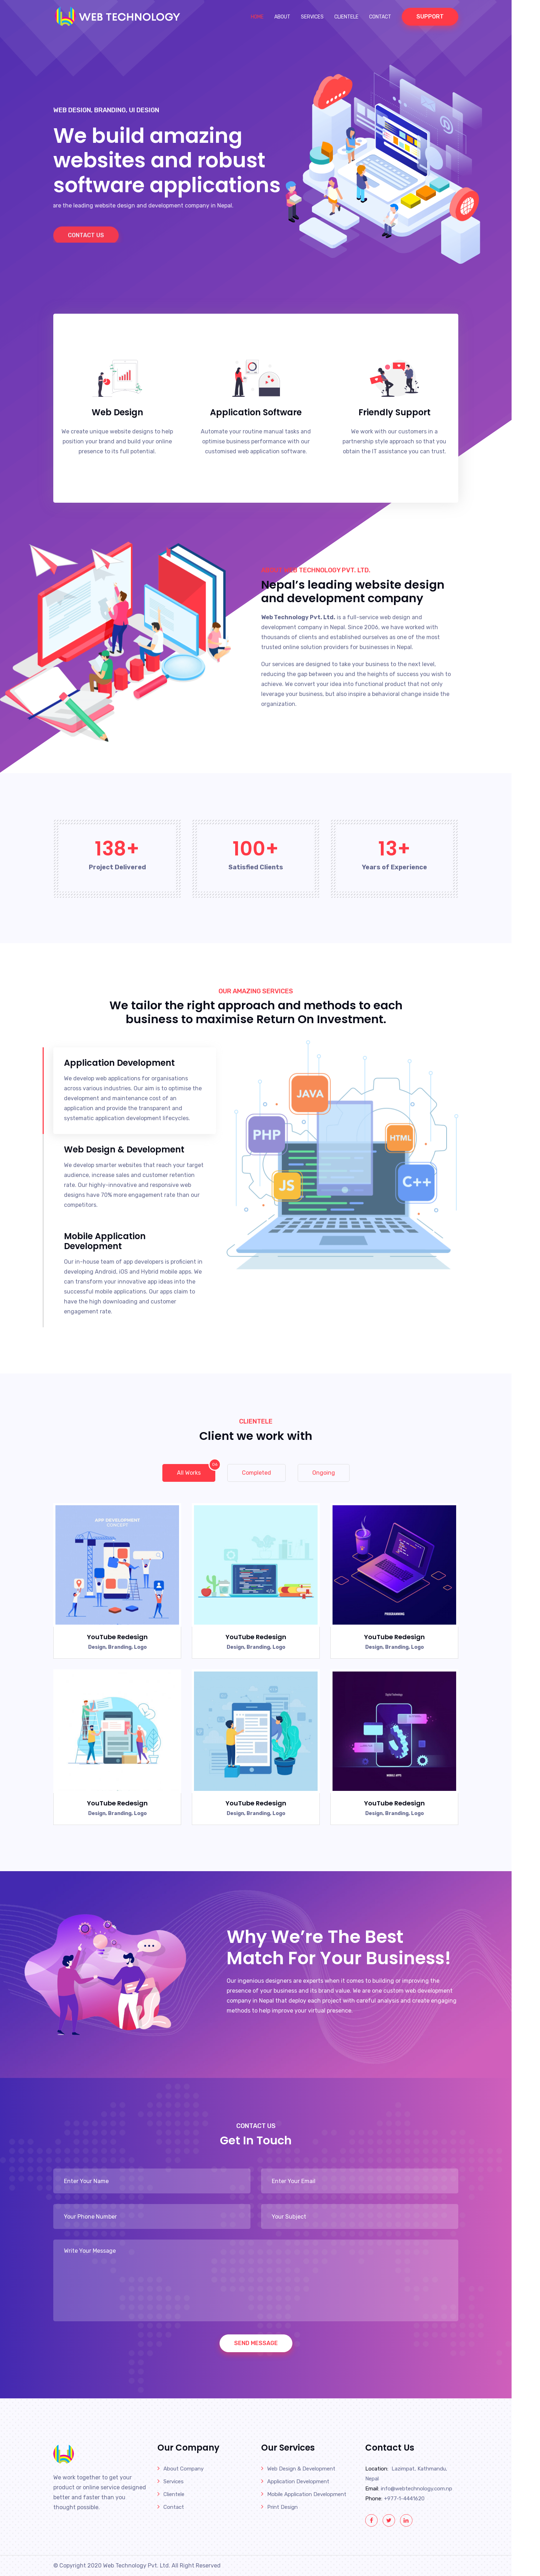 WEB TECHNOLOGY
HOME
ABOUT
SERVICES
CLIENTELE
CONTACT
SUPPORT
WEB DESIGN, BRANDING, UI DESIGN
We build amazing
websites and robust
software applications
are the leading website design and development company in Nepal.
CONTACT US
Web Design
We create unique website designs to help
position your brand and build your online
presence to its full potential.
Application Software
Automate your routine manual tasks and
optimise business performance with our
customised web application software.
Friendly Support
We work with our customers in a
partnership style approach so that you
obtain the IT assistance you can trust.
TECHNOLOGY PVT. LTD.
Nepal's leading website design
and development company
Web Technology Pvt. Ltd. is a full-service web design and
development company in Nepal. Since 2006, we have worked with
thousands of clients and established ourselves as one of the most
trusted online solution providers for businesses in Nepal.
Our services are designed to take your business to the next level,
reducing the gap between you and the heights of success you wish to
achieve. We convert your idea into functional product that not only
leverage your business, but also inspire a behavioral change inside the
organization.
138+
Project Delivered
100+
Satisfied Clients
13+
Years of Experience
OUR AMAZING SERVICES
We tailor the right approach and methods to each
business to maximise Return On Investment.
Application Development
We develop web applications for organisations
across various industries. Our aim is to optimise the
development and maintenance cost of an
application and provide the transparent and
systematic application development lifecycles.
Web Design & Development
We develop smarter websites that reach your target
audience, increase sales and customer retention
rate. Our highly-innovative and responsive web
designs have 70% more engagement rate than our
competitors.
Mobile Application
Development
Our in-house team of app developers is proficient in
developing Android, iOS and Hybrid mobile apps. We
can transform your innovative app ideas into the
successful mobile applications. Our apps claim to
have the high downloading and customer
engagement rate.
JAVA
PHP
HTML
JS
C++
CLIENTELE
Client we work with
All Works
06
Completed
Ongoing
APP DEVELOPMENT
CONCEPT
PROGRAMMING
YouTube Redesign
Design, Branding, Logo
YouTube Redesign
Design, Branding, Logo
YouTube Redesign
Design, Branding, Logo
MOBILE APPS
YouTube Redesign
Design, Branding, Logo
YouTube Redesign
Design, Branding, Logo
YouTube Redesign
Design, Branding, Logo
Why We're The Best
Match For Your Business!
Our ingenious designers are experts when it comes to building or improving the
presence of your business and its brand value. We are one custom web development
company in Nepal that deploy each project with careful analysis and create engaging
methods to help improve your virtual presence.
CONTACT US
Get In Touch
Enter Your Name
Enter Your Email
Your Phone Number
Your Subject
Write Your Message
SEND MESSAGE
We work together to get your
product or online service designed
better and faster than you
thought possible.
Our Company
About Company
Services
Clientele
Contact
Our Services
Web Design & Development
Application Development
Mobile Application Development
Print Design
Contact Us
Location: Lazimpat, Kathmandu,
Nepal
Email: info@webtechnology.com.np
Phone: +977-1-4441620
© Copyright 2020 Web Technology Pvt. Ltd. All Right Reserved